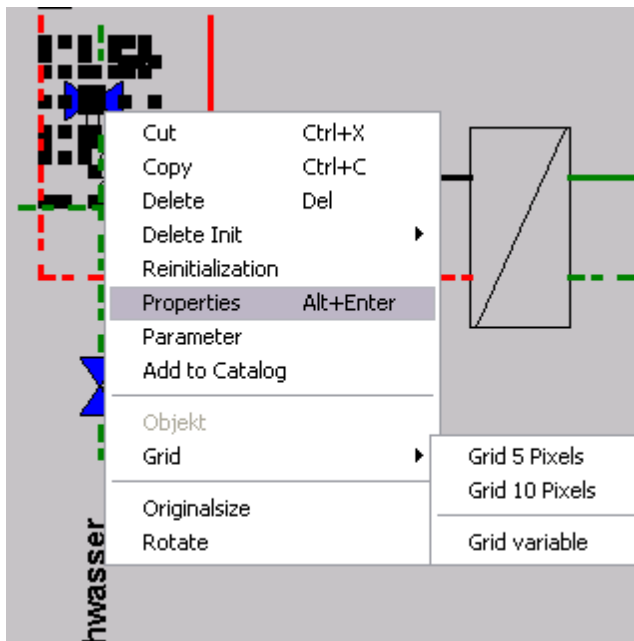 Cut Ctrl+X
Copy Ctrl+C
Delete Del
Delete Init
Reinitialization
Properties Alt+Enter
Parameter
Add to Catalog
Objekt
Grid
Grid 5 Pixels
Grid 10 Pixels
Grid variable
Originalsize
Rotate
hwasser